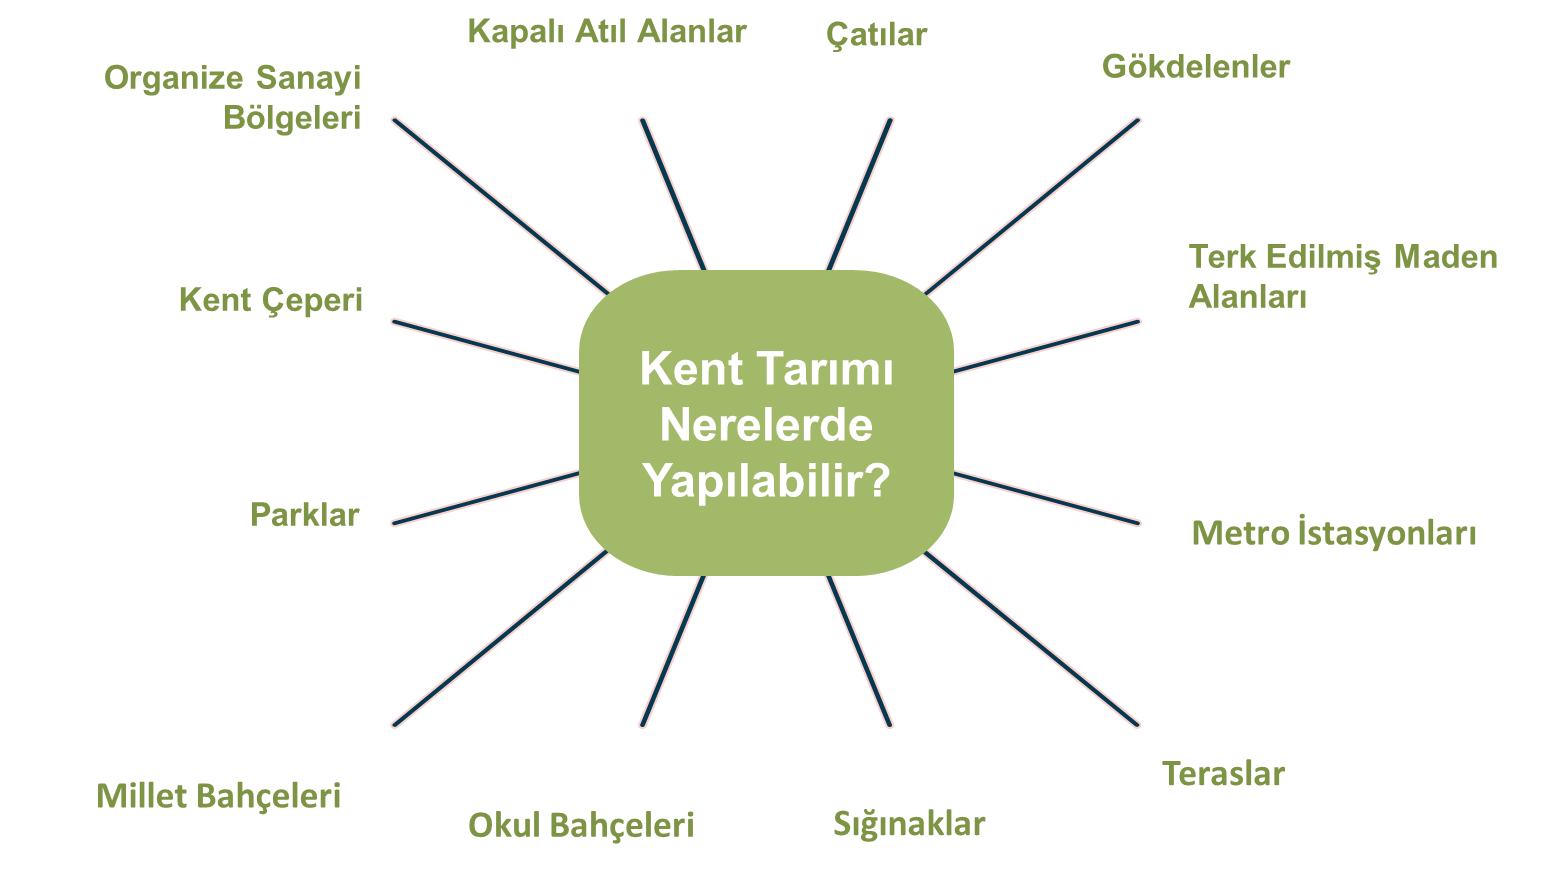 Kapalı Atıl Alanlar
Çatılar
Gökdelenler
Organize Sanayi
Bölgeleri
Terk Edilmiş Maden
Alanları
Kent Çeperi
Kent Tarımı
Nerelerde
Yapılabilir?
Parklar
Metro İstasyonları
Teraslar
Millet Bahçeleri
Okul Bahçeleri
Sığınaklar